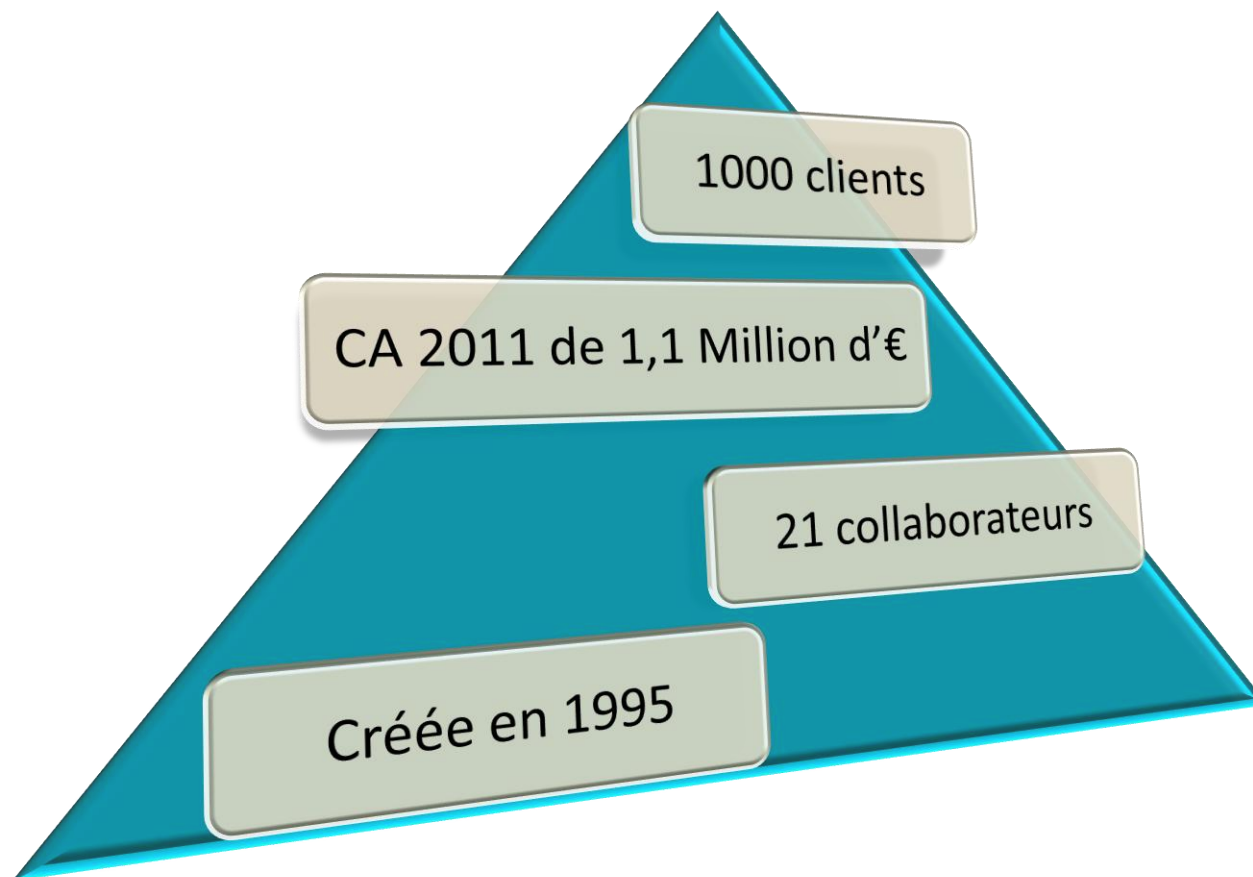 1000 clients
CA 2011 de 1,1 Million d’€
21 collaborateurs
Créée en 1995